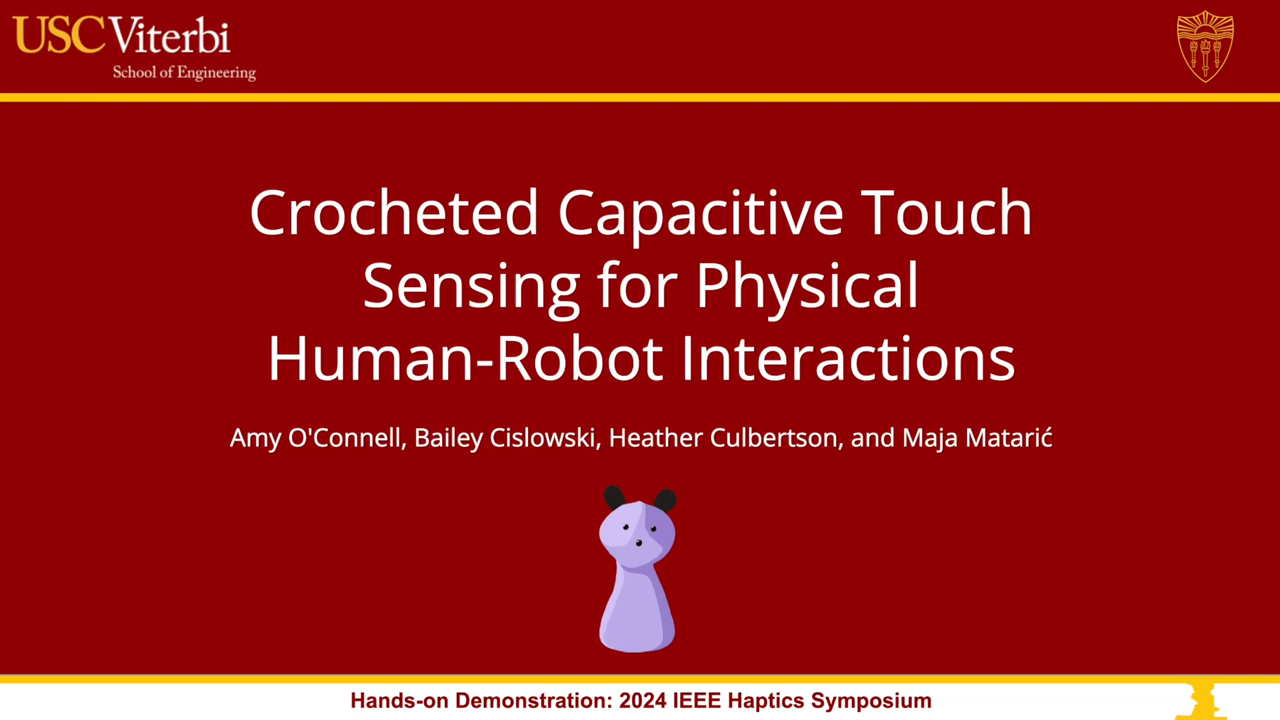 USC Viterbi
School of Engineering
Crocheted Capacitive Touch
Sensing for Physical
Human-Robot Interactions
Amy O'Connell, Bailey Cislowski, Heather Culbertson, and Maja Matarić
Hands-on Demonstration: 2024 IEEE Haptics Symposium